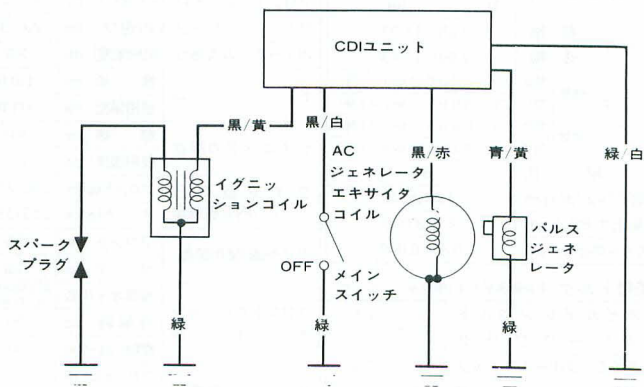 CDIユニット
黒/黄
黒/白
黒/赤
青/黄
緑/白
AC
ジェネレータ
エキサイタ
コイル
イグニッ
ションコイル
スパーク
プラグ
パルス
ジェネ
レータ
OFF
メイン
スイッチ
緑
緑
緑